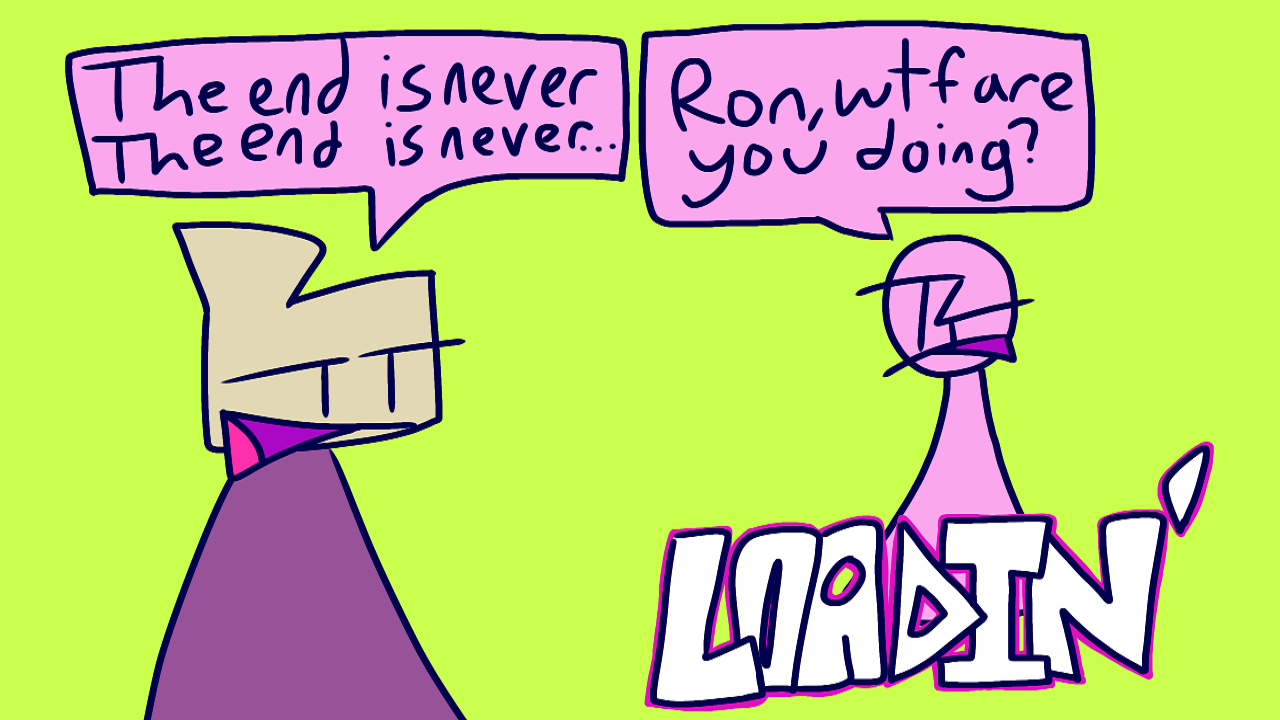 The end is never
The end is never...
Ron, wtf are
you doing?
LOADIN'